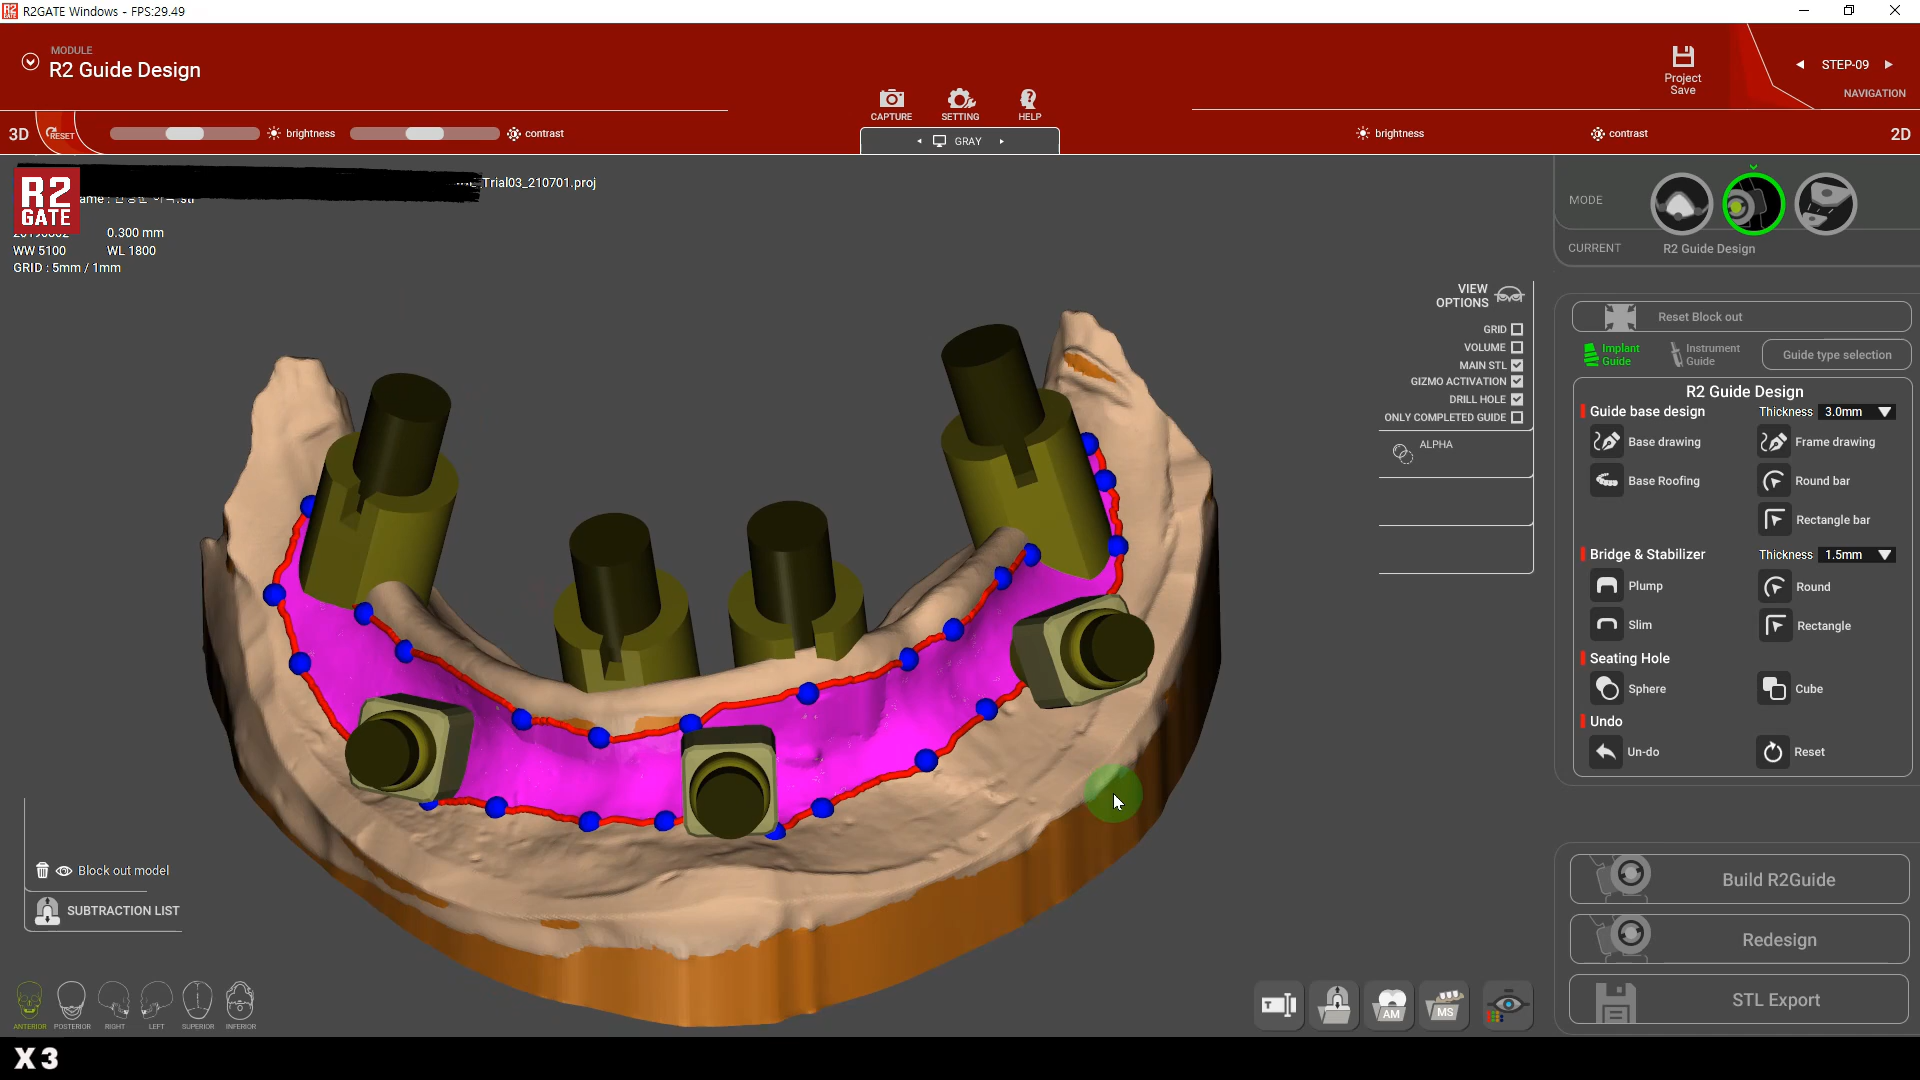 R2 GATE R2GATE Windows - FPS:29.49
MODULE
R2 Guide Design
Project Save
STEP-09
NAVIGATION
CAPTURE
SETTING
HELP
3D
RESET
brightness
contrast
GRAY
brightness
contrast
2D
R2 GATE
Trial03_210701.proj
0.300 mm
WW 5100
WL 1800
GRID : 5mm / 1mm
MODE
CURRENT
R2 Guide Design
VIEW OPTIONS
GRID
VOLUME
MAIN STL
GIZMO ACTIVATION
DRILL HOLE
ONLY COMPLETED GUIDE
ALPHA
Reset Block out
Implant Guide
Instrument Guide
Guide type selection
R2 Guide Design
Guide base design
Thickness
3.0mm
Base drawing
Frame drawing
Base Roofing
Round bar
Rectangle bar
Bridge & Stabilizer
Thickness
1.5mm
Plump
Round
Slim
Rectangle
Seating Hole
Sphere
Cube
Undo
Un-do
Reset
Build R2Guide
Redesign
STL Export
Block out model
SUBTRACTION LIST
ANTERIOR
POSTERIOR
RIGHT
LEFT
SUPERIOR
INFERIOR
T
AM
MS
X 3